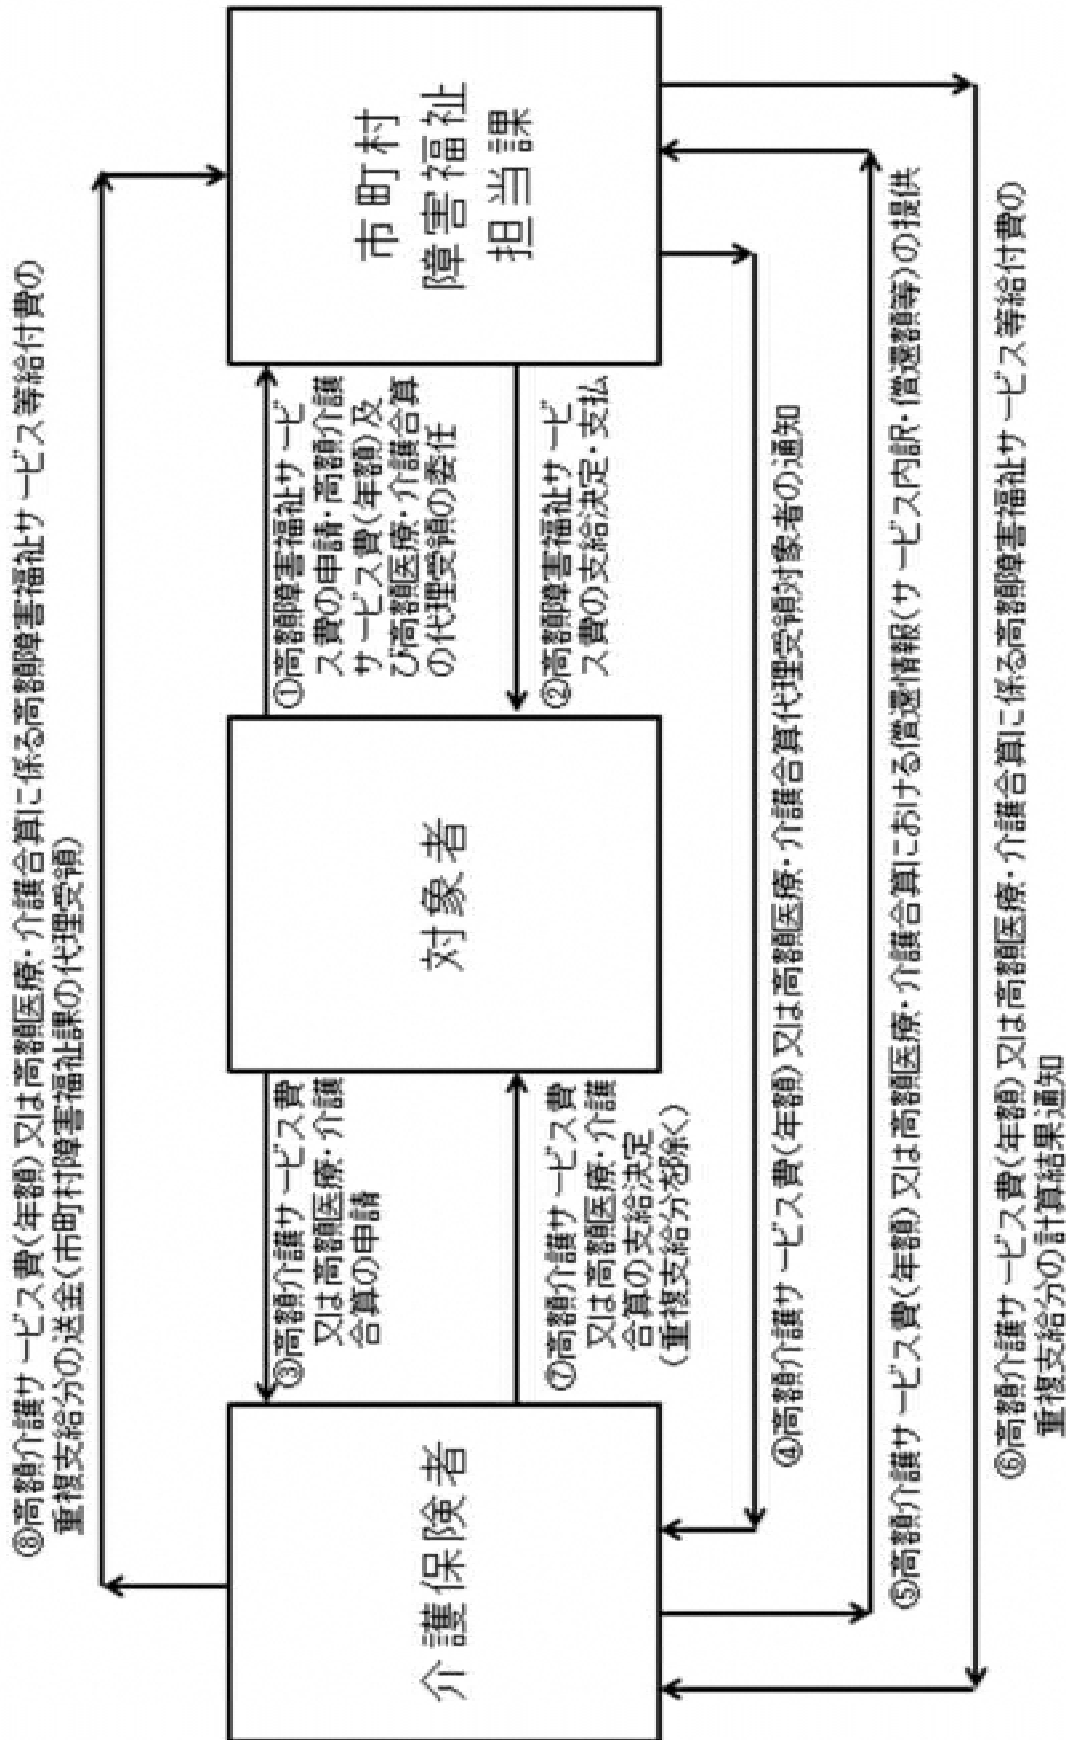 ⑧高額介護サービス費(年額)又は高額医療・介護合算に係る高額障害福祉サービス等給付費の
重複支給分の送金(市町村障害福祉課の代理受領)
介護保険者
③高額介護サービス費
又は高額医療・介護
合算の申請
⑦高額介護サービス費
又は高額医療・介護
合算の支給決定
(重複支給分を除く)
対象者
①高額障害福祉サービ
ス費の申請・高額介護
サービス費(年額)及
び高額医療・介護合算
の代理受領の委任
②高額障害福祉サービ
ス費の支給決定・支払
市町村
障害福祉
担当課
④高額介護サービス費(年額)又は高額医療・介護合算代理受領対象者の通知
⑤高額介護サービス費(年額)又は高額医療・介護合算における償還情報(サービス内訳・償還額等)の提供
⑥高額介護サービス費(年額)又は高額医療・介護合算に係る高額障害福祉サービス等給付費の
重複支給分の計算結果通知